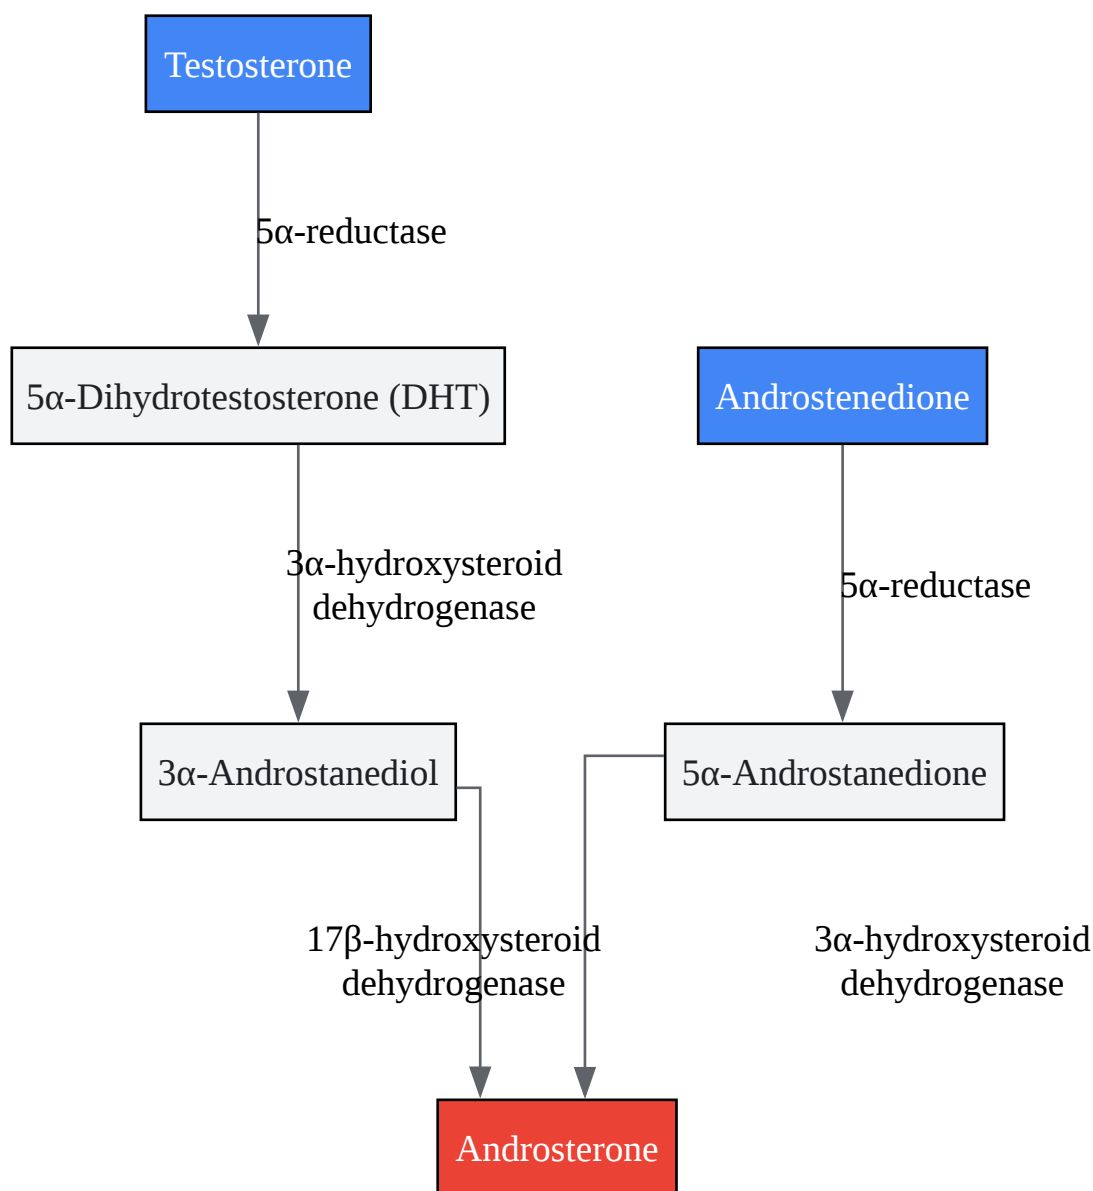 Testosterone
5α-reductase
5α-Dihydrotestosterone (DHT)
Androstenedione
3α-hydroxysteroid
dehydrogenase
5α-reductase
3α-Androstanediol
5α-Androstanedione
17β-hydroxysteroid
dehydrogenase
3α-hydroxysteroid
dehydrogenase
Androsterone